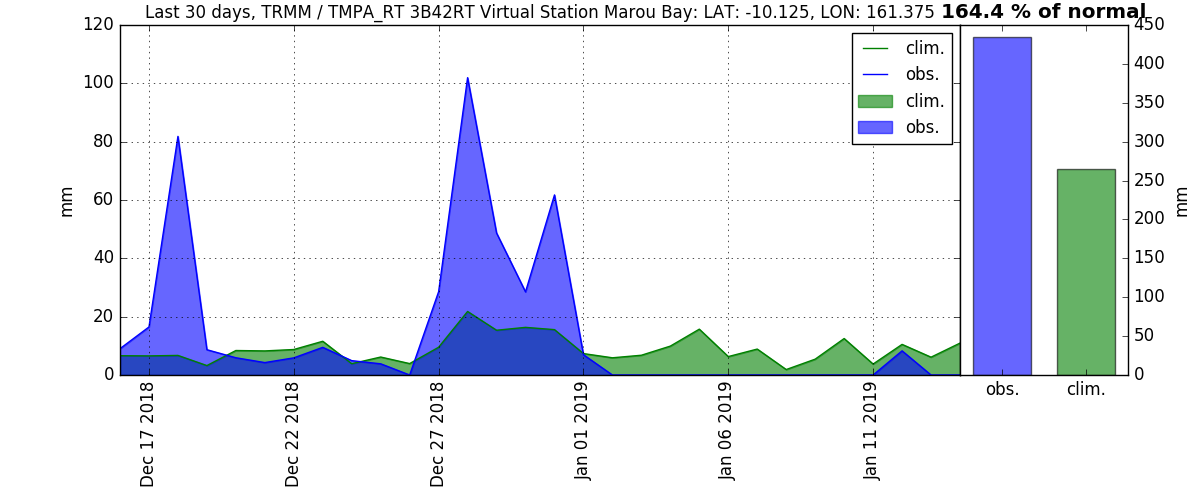 Last 30 days, TRMM / TMPA_RT 3B42RT Virtual Station Marou Bay: LAT: -10.125, LON: 161.375 164.4 % of normal
120
100
80
60
40
20
0
mm
clim.
obs.
clim.
obs.
450
400
350
300
250
200
150
100
50
0
mm
Dec 17 2018
Dec 22 2018
Dec 27 2018
Jan 01 2019
Jan 06 2019
Jan 11 2019
obs.
clim.